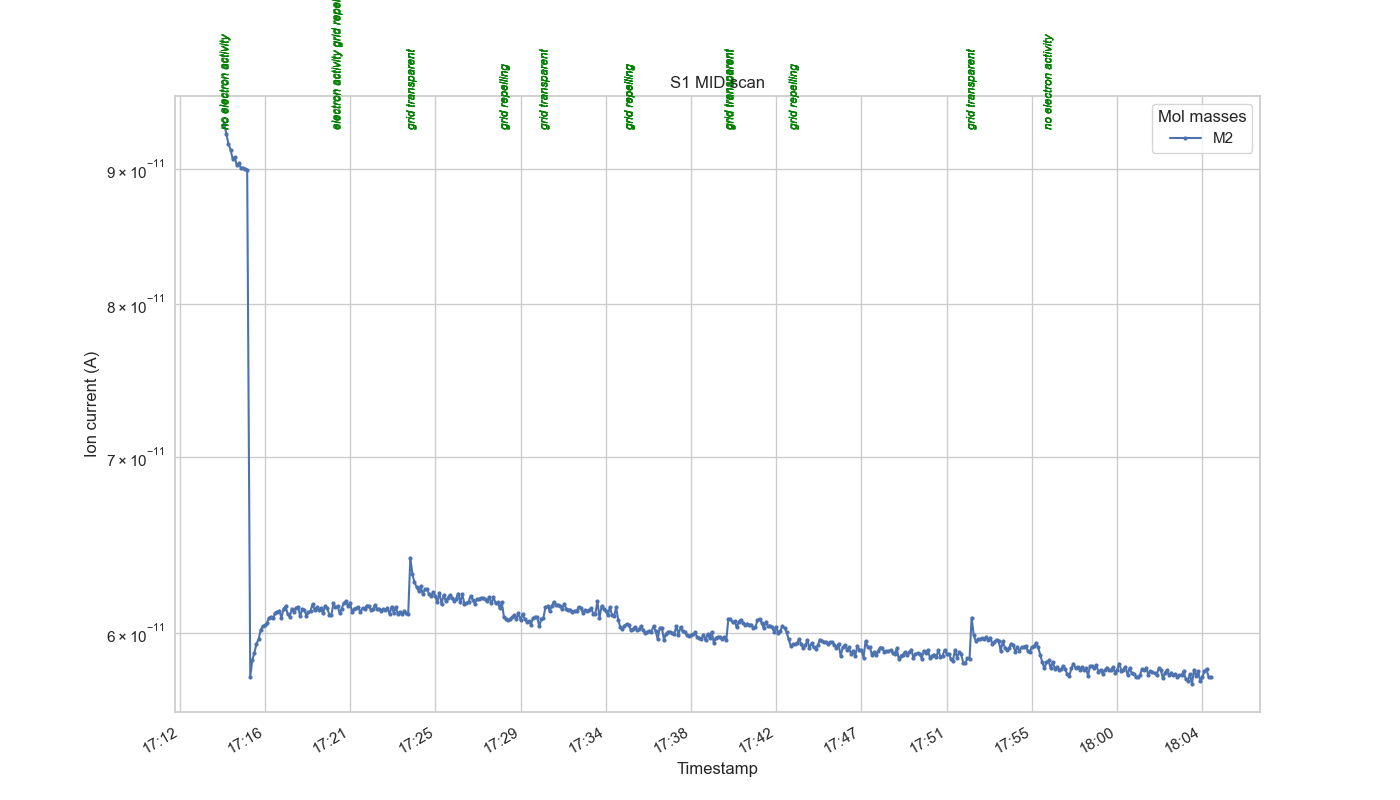 no electron activity
electron activity grid repel
grid transparent
grid repelling
grid transparent
grid repelling
grid transparent
grid repelling
grid transparent
no electron activity
S1 MID scan
Mol masses
M2
9 × 10⁻¹¹
8 × 10⁻¹¹
7 × 10⁻¹¹
6 × 10⁻¹¹
Ion current (A)
17:12
17:16
17:21
17:25
17:29
17:34
17:38
17:42
17:47
17:51
17:55
18:00
18:04
Timestamp